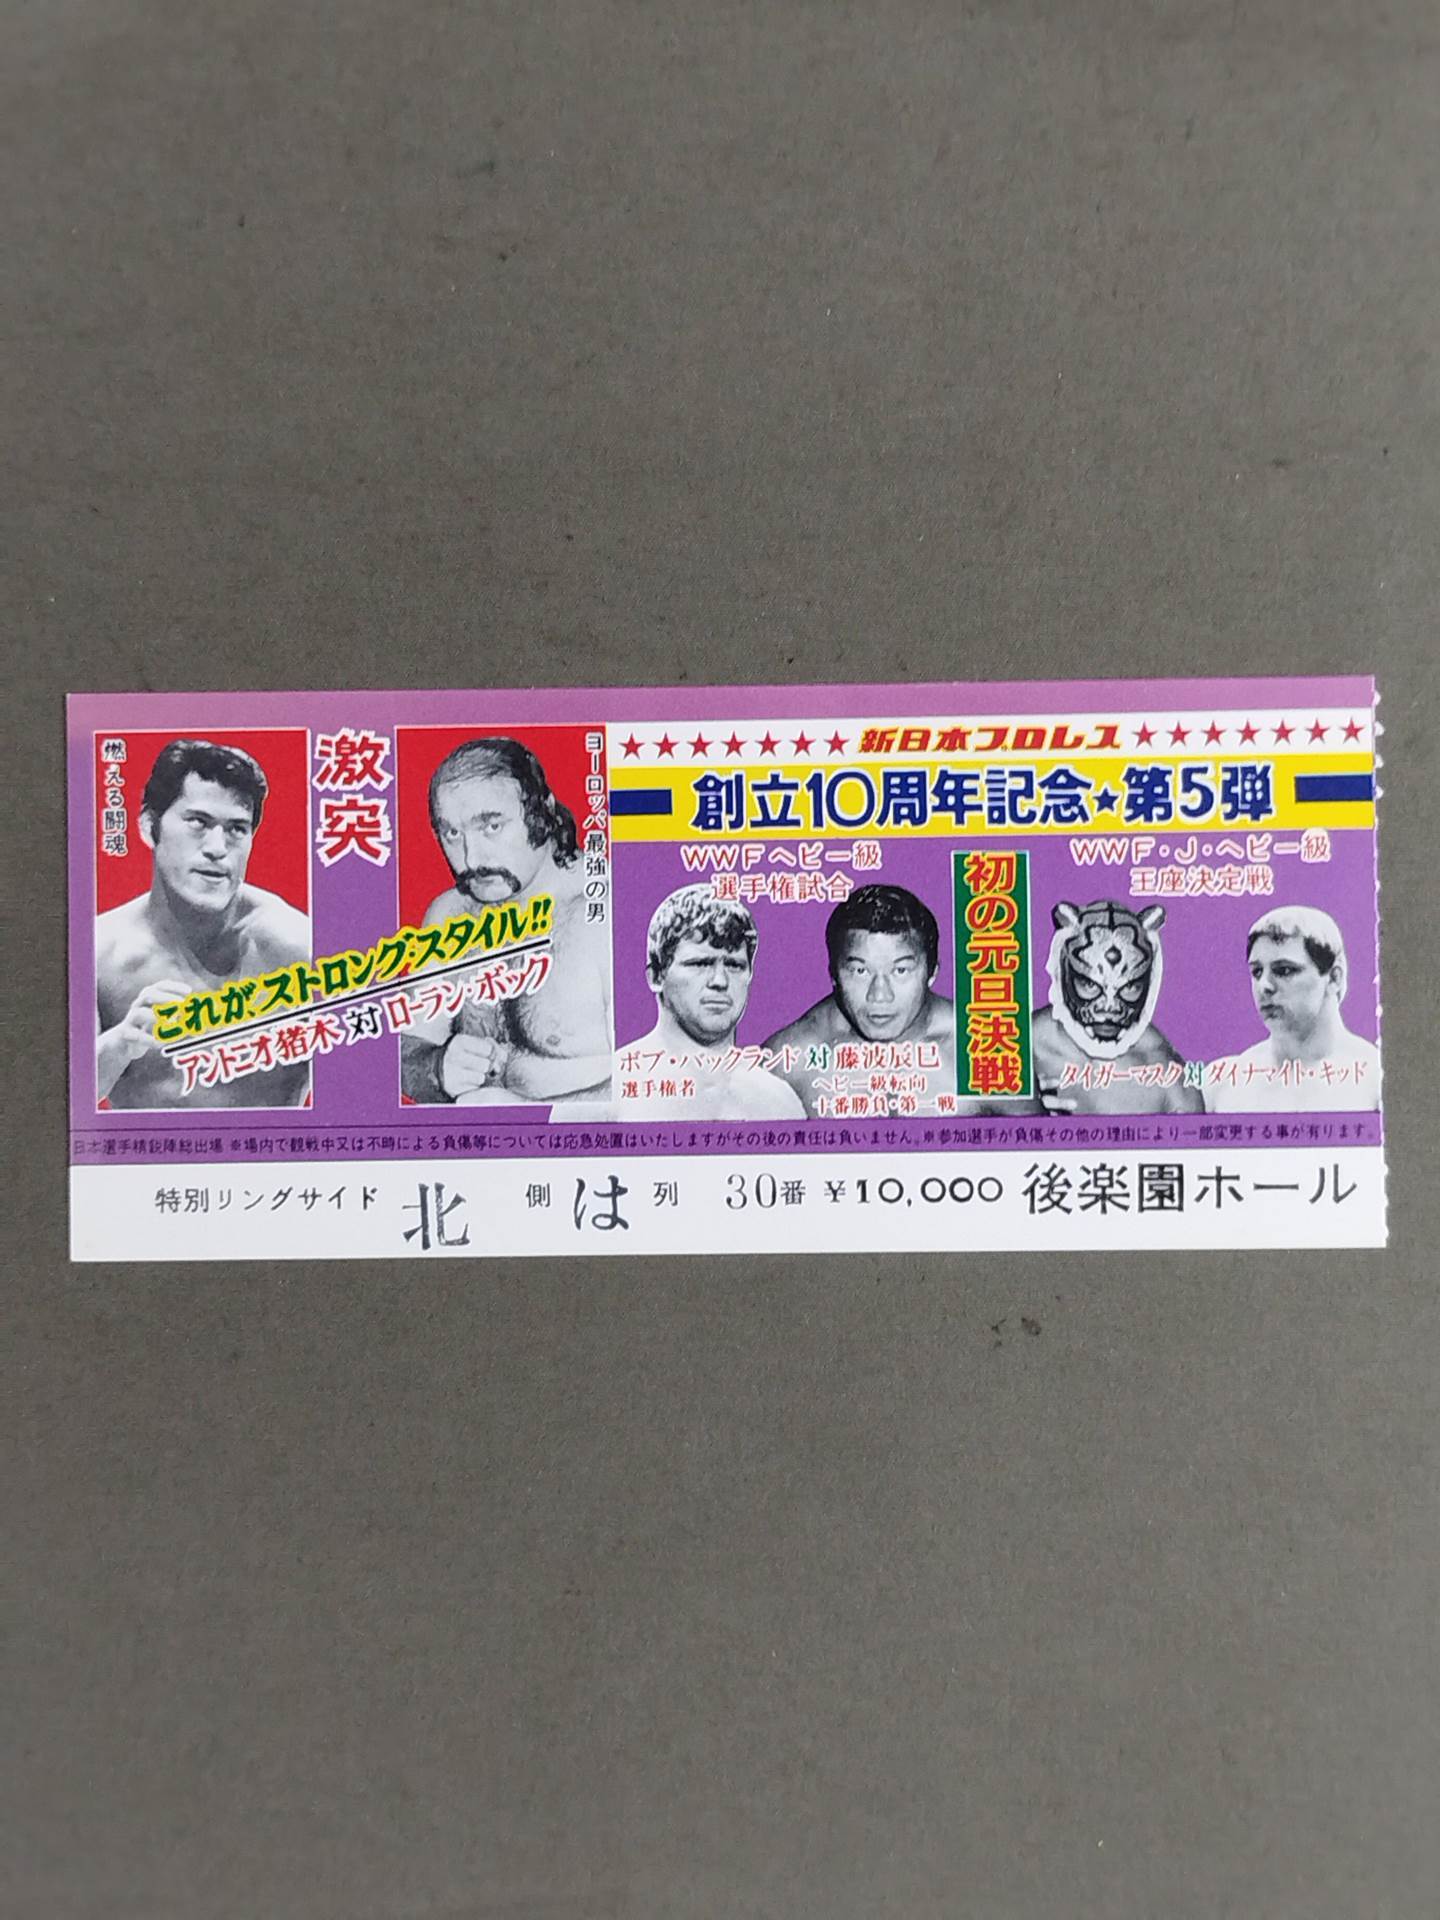 燃える闘魂
激突
ヨーロッパ最強の男
これが、ストロング・スタイル!!
アントニオ猪木 対 ローラン・ボック
★★★★★★★新日本プロレス★★★★★★★
創立10周年記念★第5弾
WWFヘビー級
選手権試合
ボブ・バックランド 対 藤波辰巳
選手権者
ヘビー級転向
十番勝負・第一戦
初の元旦決戦
WWF・J・ヘビー級
王座決定戦
タイガーマスク 対 ダイナマイト・キッド
日本選手精鋭陣総出場 ※場内で観戦中又は不時による負傷等については応急処置はいたしますがその後の責任は負いません。※参加選手が負傷その他の理由により一部変更する事が有ります。
特別リングサイド 北 側 は 列 30番 ¥10,000 後楽園ホール